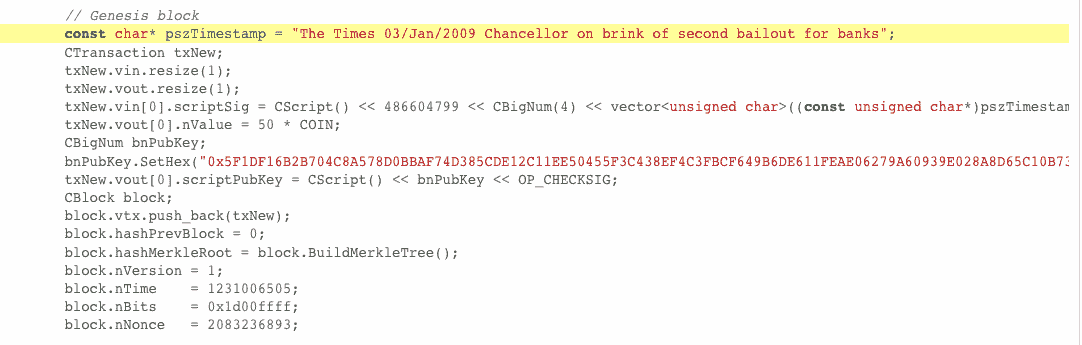 // Genesis block
const char* pszTimestamp = "The Times 03/Jan/2009 Chancellor on brink of second bailout for banks";
CTransaction txNew;
txNew.vin.resize(1);
txNew.vout.resize(1);
txNew.vin[0].scriptSig = CScript() << 486604799 << CBigNum(4) << vector<unsigned char>((const unsigned char*)pszTimestam
txNew.vout[0].nValue = 50 * COIN;
CBigNum bnPubKey;
bnPubKey.SetHex("0x5F1DF16B2B704C8A578D0BBAF74D385CDE12C11EE50455F3C438EF4C3FBCF649B6DE611FEAE06279A60939E028A8D65C10B73
txNew.vout[0].scriptPubKey = CScript() << bnPubKey << OP_CHECKSIG;
CBlock block;
block.vtx.push_back(txNew);
block.hashPrevBlock = 0;
block.hashMerkleRoot = block.BuildMerkleTree();
block.nVersion = 1;
block.nTime    = 1231006505;
block.nBits    = 0x1d00ffff;
block.nNonce   = 2083236893;